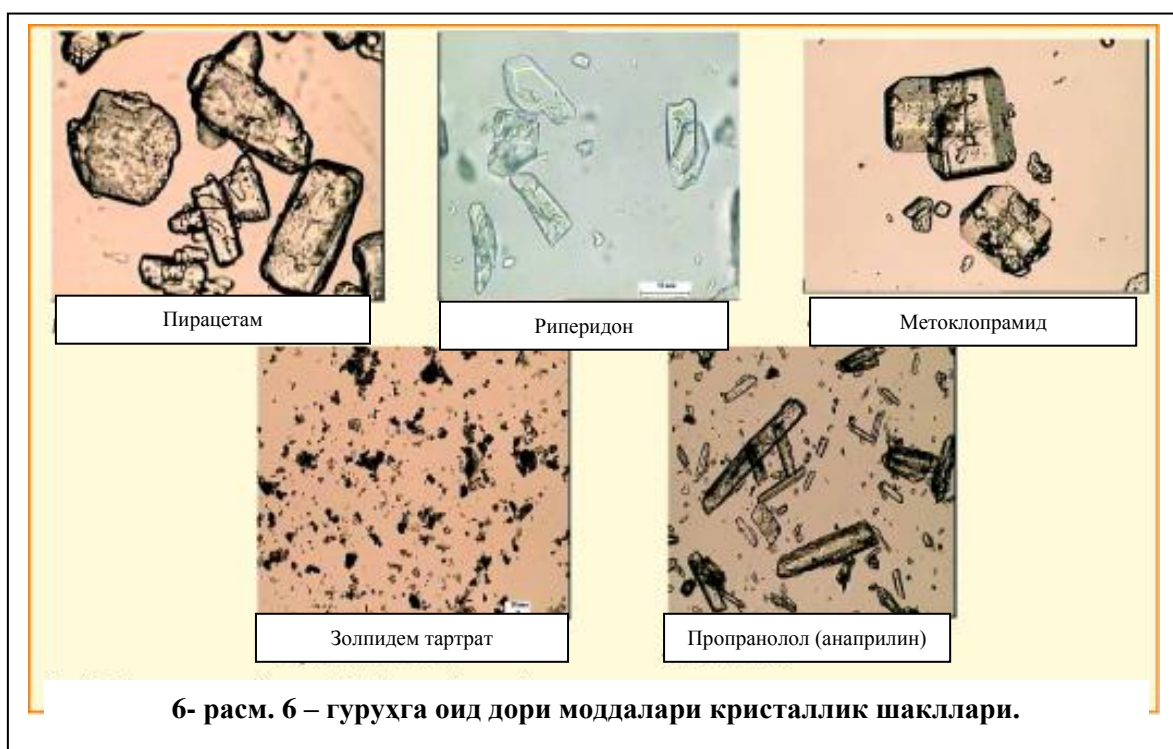 Пирацетам
Риперидон
Метоклопрамид
Золпидем тартрат
Пропранолол (анаприлин)
6- расм. 6 – гуруҳга оид дори моддалари кристаллик шакллари.